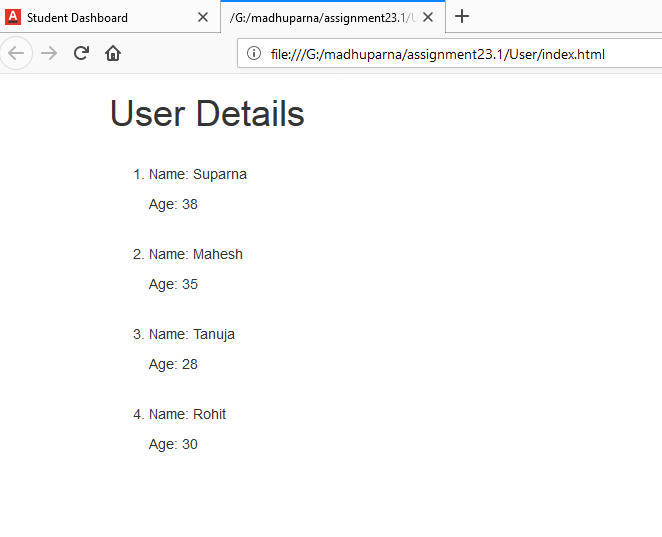 Student Dashboard
/G:/madhuparna/assignment23.1/U
file:///G:/madhuparna/assignment23.1/User/index.html
User Details
1. Name: Suparna
Age: 38
2. Name: Mahesh
Age: 35
3. Name: Tanuja
Age: 28
4. Name: Rohit
Age: 30